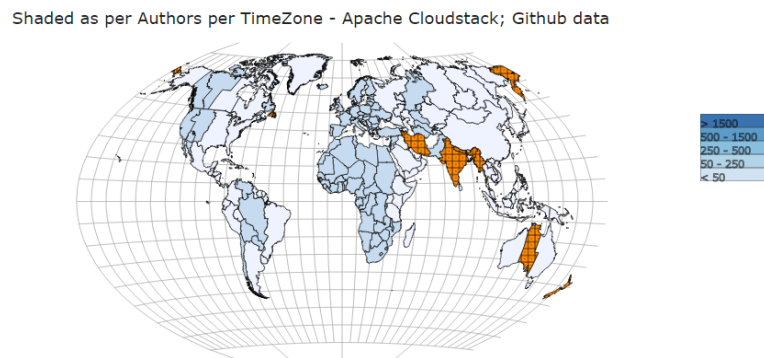 Shaded as per Authors per TimeZone - Apache Cloudstack; Github data
> 1500
500 - 1500
250 - 500
50 - 250
< 50